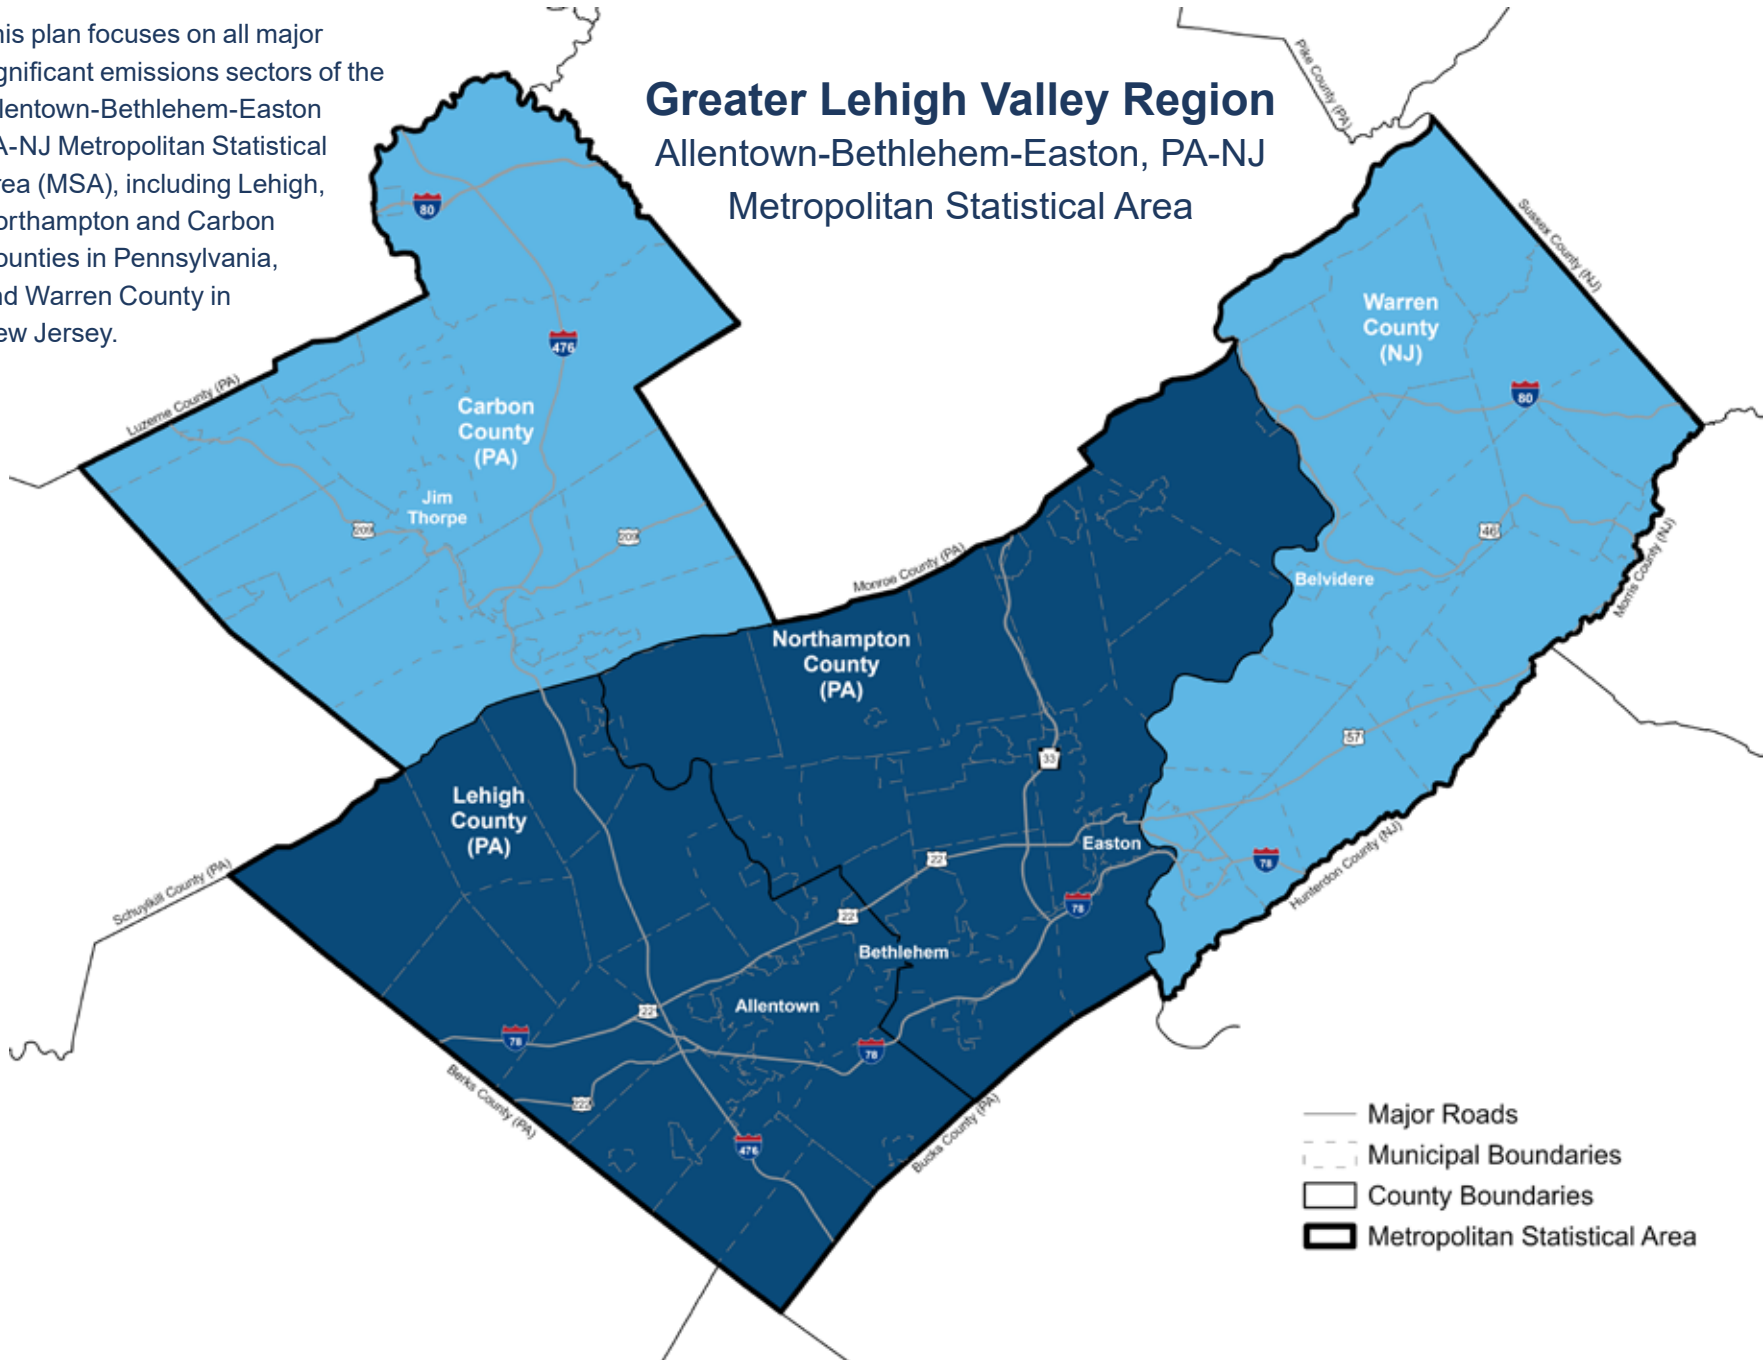 his plan focuses on all major
gnificant emissions sectors of the
llentown-Bethlehem-Easton
A-NJ Metropolitan Statistical
rea (MSA), including Lehigh,
orthampton and Carbon
ounties in Pennsylvania,
nd Warren County in
ew Jersey.
Greater Lehigh Valley Region
Allentown-Bethlehem-Easton, PA-NJ
Metropolitan Statistical Area
Pike County (PA)
Sussex County (NJ)
80
Warren
County
(NJ)
476
Luzerne County (PA)
80
Carbon
County
(PA)
Jim
Thorpe
209
209
46
Monroe County (PA)
Belvidere
Morris County (NJ)
Northampton
County
(PA)
57
33
Lehigh
County
(PA)
Easton
22
78
Hunterdon County (NJ)
Schuylkill County (PA)
78
22
Bethlehem
Allentown
22
78
78
Berks County (PA)
222
476
Bucks County (PA)
Major Roads
Municipal Boundaries
County Boundaries
Metropolitan Statistical Area